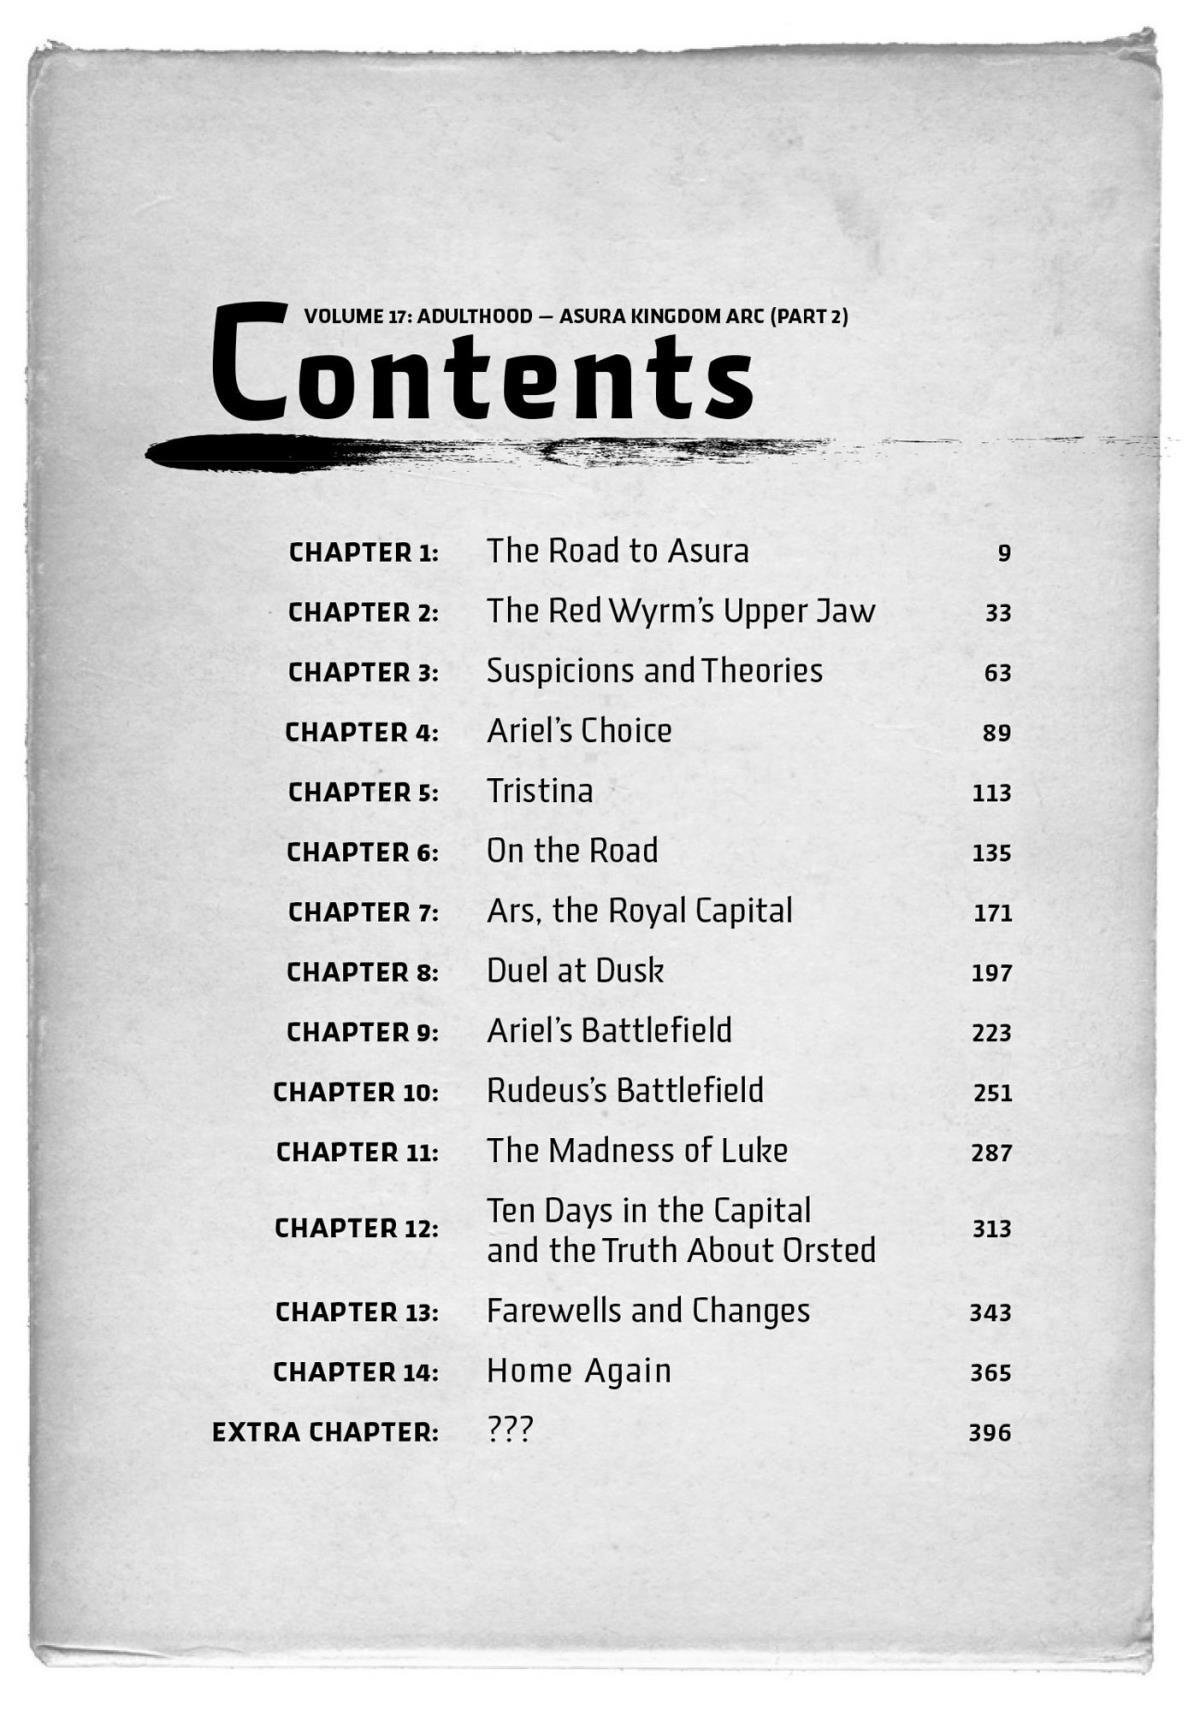 VOLUME 17: ADULTHOOD — ASURA KINGDOM ARC (PART 2)
Contents
CHAPTER 1: The Road to Asura 9
CHAPTER 2: The Red Wyrm’s Upper Jaw 33
CHAPTER 3: Suspicions and Theories 63
CHAPTER 4: Ariel’s Choice 89
CHAPTER 5: Tristina 113
CHAPTER 6: On the Road 135
CHAPTER 7: Ars, the Royal Capital 171
CHAPTER 8: Duel at Dusk 197
CHAPTER 9: Ariel’s Battlefield 223
CHAPTER 10: Rudeus’s Battlefield 251
CHAPTER 11: The Madness of Luke 287
CHAPTER 12: Ten Days in the Capital
and the Truth About Orsted 313
CHAPTER 13: Farewells and Changes 343
CHAPTER 14: Home Again 365
EXTRA CHAPTER: ??? 396